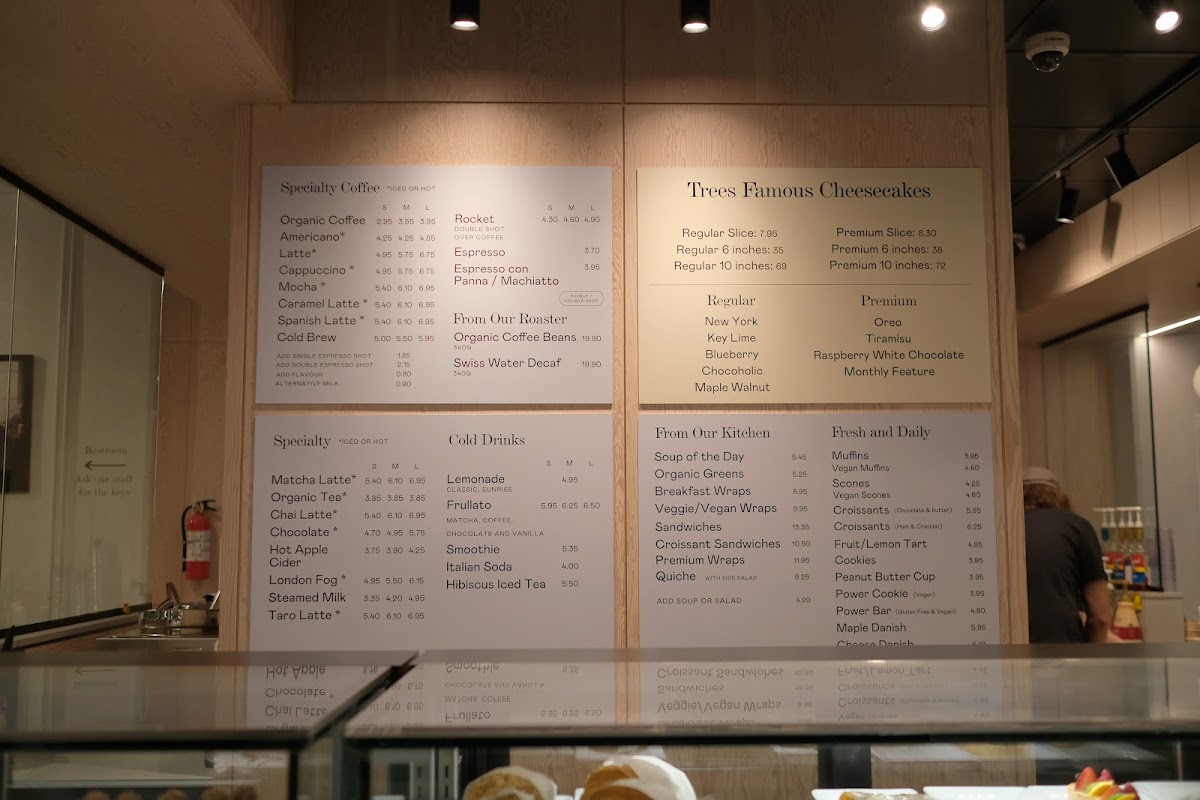 Specialty Coffee *ICED OR HOT
S M L
Organic Coffee 2.95 3.55 3.95
Americano* 4.25 4.25 4.85
Latte* 4.95 5.75 6.75
Cappuccino * 4.95 5.75 6.75
Mocha * 5.40 6.10 6.95
Caramel Latte * 5.40 6.10 6.95
Spanish Latte * 5.40 6.10 6.95
Cold Brew 5.00 5.50 5.95
ADD SINGLE ESPRESSO SHOT 1.65
ADD DOUBLE ESPRESSO SHOT 2.15
ADD FLAVOUR 0.80
ALTERNATIVE MILK 0.90
S M L
Rocket 4.30 4.60 4.90
DOUBLE SHOT
OVER COFFEE
Espresso 3.70
Espresso con 3.95
Panna / Machiatto
SINGLE /
DOUBLE SHOT
From Our Roaster
Organic Coffee Beans 19.90
340G
Swiss Water Decaf 19.90
340G
Trees Famous Cheesecakes
Regular Slice: 7.95
Regular 6 inches: 35
Regular 10 inches: 69
Premium Slice: 8.30
Premium 6 inches: 38
Premium 10 inches: 72
Regular
New York
Key Lime
Blueberry
Chocoholic
Maple Walnut
Premium
Oreo
Tiramisu
Raspberry White Chocolate
Monthly Feature
Specialty *ICED OR HOT
S M L
Matcha Latte* 5.40 6.10 6.95
Organic Tea* 3.85 3.85 3.85
Chai Latte* 5.40 6.10 6.95
Chocolate * 4.70 4.95 5.75
Hot Apple 3.75 3.90 4.25
Cider
London Fog * 4.95 5.50 6.15
Steamed Milk 3.35 4.20 4.95
Taro Latte * 5.40 6.10 6.95
Cold Drinks
S M L
Lemonade 4.95
CLASSIC, SUNRISE
Frullato 5.95 6.25 6.50
MATCHA, COFFEE,
CHOCOLATE AND VANILLA
Smoothie 5.35
Italian Soda 4.00
Hibiscus Iced Tea 5.50
From Our Kitchen
Soup of the Day 5.45
Organic Greens 5.25
Breakfast Wraps 8.95
Veggie/Vegan Wraps 9.95
Sandwiches 13.35
Croissant Sandwiches 10.50
Premium Wraps 11.95
Quiche WITH SIDE SALAD 9.25
ADD SOUP OR SALAD 4.20
Fresh and Daily
Muffins 3.95
Vegan Muffins 4.60
Scones 4.25
Vegan Scones 4.95
Croissants (Chocolate & butter) 5.95
Croissants (Ham & Cheddar) 6.25
Fruit/Lemon Tart 4.85
Cookies 3.95
Peanut Butter Cup 3.95
Power Cookie (Vegan) 3.95
Power Bar (Gluten Free & Vegan) 4.80
Maple Danish 5.95
Cheese Danish
Restroom
Ask our staff
for the keys